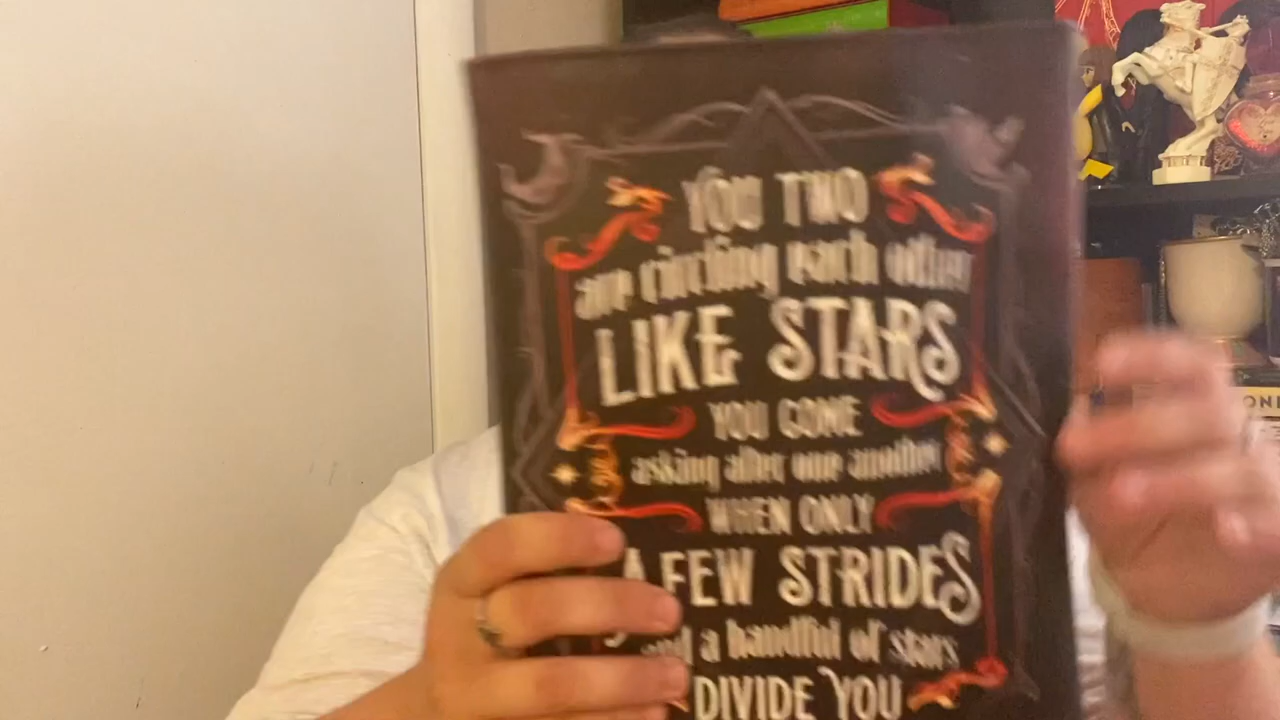 YOU TWO
are circling each other
LIKE STARS
YOU COME
asking after one another
WHEN ONLY
A FEW STRIDES
and a handful of stars
DIVIDE YOU